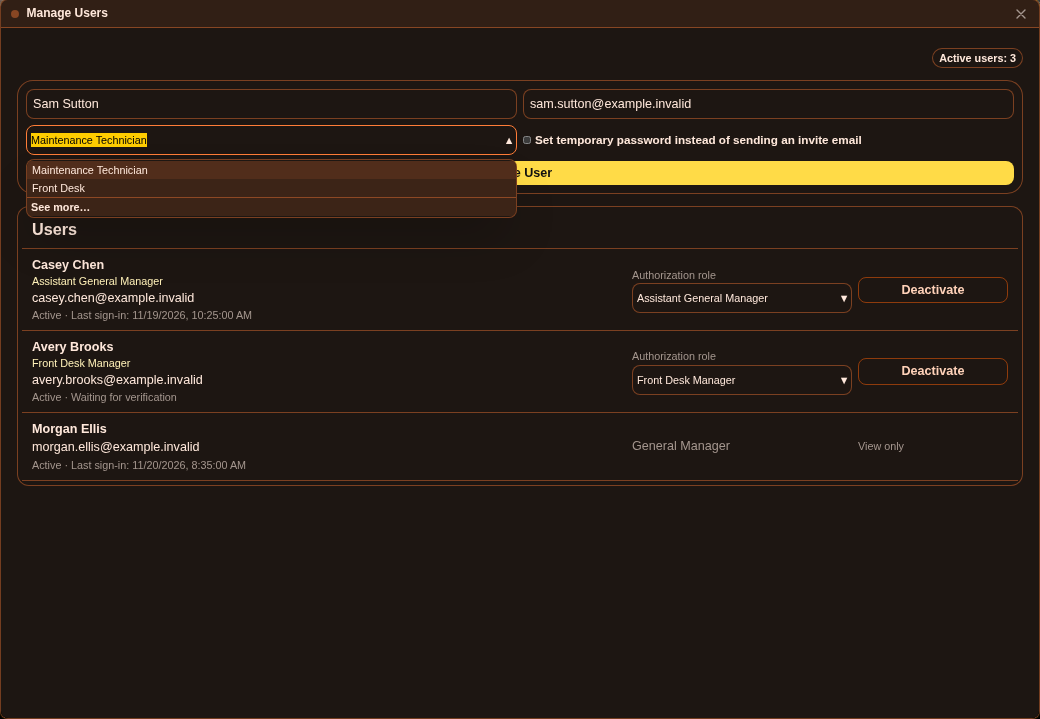 Manage Users
Active users: 3
Sam Sutton
sam.sutton@example.invalid
Maintenance Technician ▲
Set temporary password instead of sending an invite email
Maintenance Technician
Front Desk
See more…
User
Users
Casey Chen
Assistant General Manager
casey.chen@example.invalid
Active · Last sign-in: 11/19/2026, 10:25:00 AM
Authorization role
Assistant General Manager ▼
Deactivate
Avery Brooks
Front Desk Manager
avery.brooks@example.invalid
Active · Waiting for verification
Authorization role
Front Desk Manager ▼
Deactivate
Morgan Ellis
morgan.ellis@example.invalid
Active · Last sign-in: 11/20/2026, 8:35:00 AM
General Manager
View only